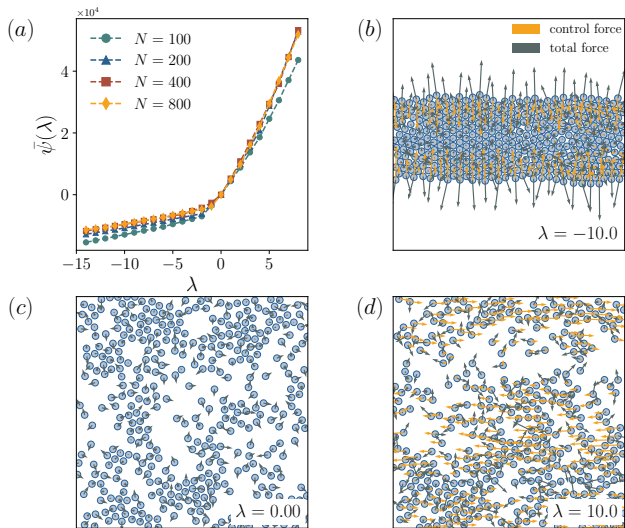 (a)
×10⁴
N = 100
N = 200
N = 400
N = 800
ψ̄(λ)
4
2
0
−15
−10
−5
0
5
λ
(b)
control force
total force
λ = −10.0
(c)
λ = 0.00
(d)
λ = 10.0